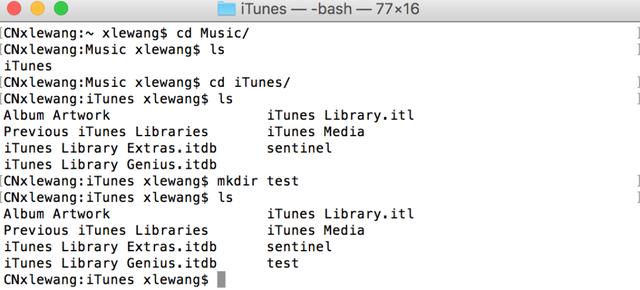 iTunes — -bash — 77×16
CNxlewang:~ xlewang$ cd Music/
CNxlewang:Music xlewang$ ls
iTunes
CNxlewang:Music xlewang$ cd iTunes/
CNxlewang:iTunes xlewang$ ls
Album Artwork iTunes Library.itl
Previous iTunes Libraries iTunes Media
iTunes Library Extras.itdb sentinel
iTunes Library Genius.itdb
CNxlewang:iTunes xlewang$ mkdir test
CNxlewang:iTunes xlewang$ ls
Album Artwork iTunes Library.itl
Previous iTunes Libraries iTunes Media
iTunes Library Extras.itdb sentinel
iTunes Library Genius.itdb test
CNxlewang:iTunes xlewang$